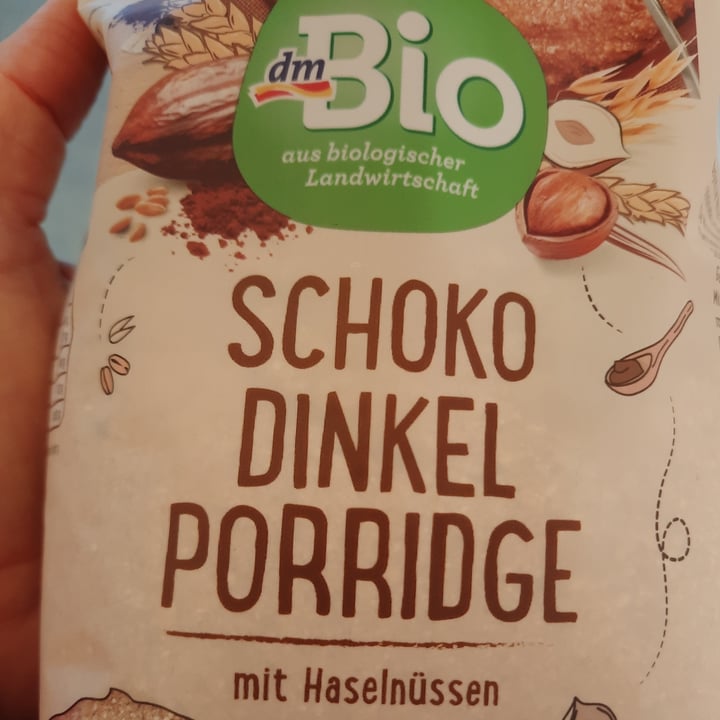 dm
Bio
aus biologischer
Landwirtschaft
SCHOKO
DINKEL
PORRIDGE
mit Haselnüssen